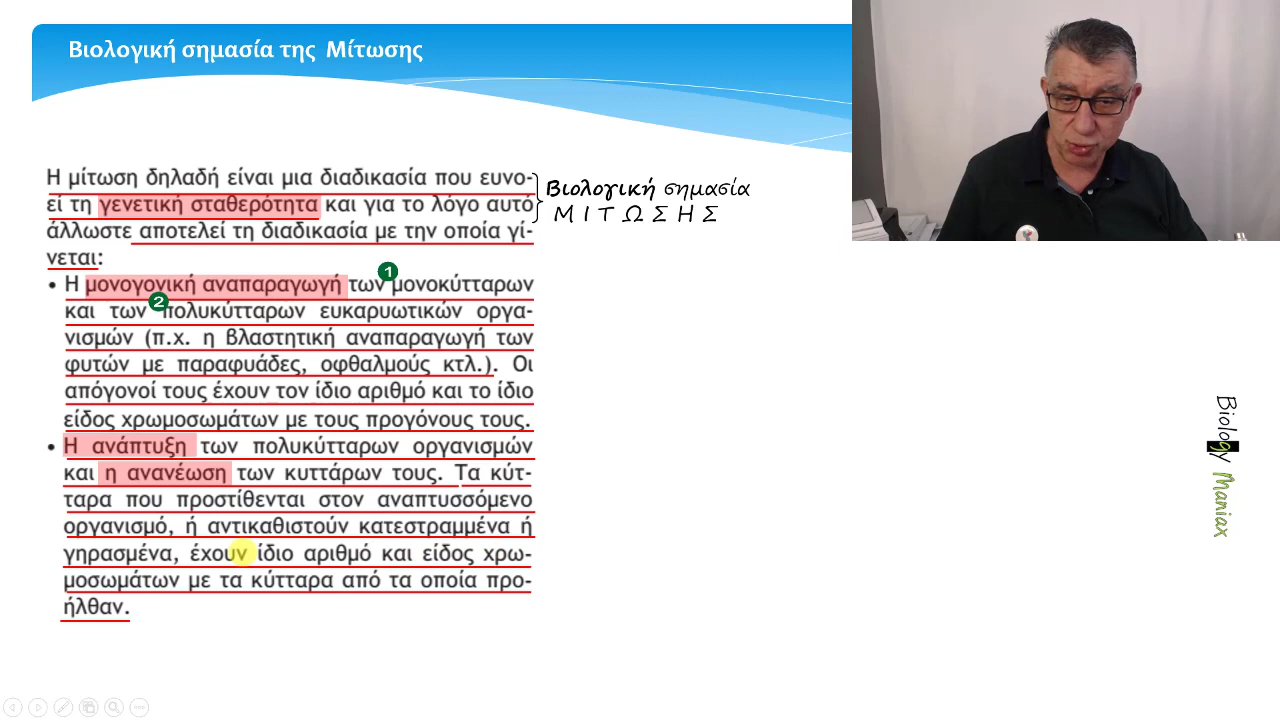 Βιολογική σημασία της Μίτωσης
Η μίτωση δηλαδή είναι μια διαδικασία που ευνο-
εί τη γενετική σταθερότητα και για το λόγο αυτό
άλλωστε αποτελεί τη διαδικασία με την οποία γί-
νεται:
Βιολογική σημασία
ΜΙΤΩΣΗΣ
1
• Η μονογονική αναπαραγωγή των μονοκύτταρων
2
και των πολυκύτταρων ευκαρυωτικών οργα-
νισμών (π.χ. η βλαστητική αναπαραγωγή των
φυτών με παραφυάδες, οφθαλμούς κτλ.). Οι
απόγονοί τους έχουν τον ίδιο αριθμό και το ίδιο
είδος χρωμοσωμάτων με τους προγόνους τους.
• Η ανάπτυξη των πολυκύτταρων οργανισμών
και η ανανέωση των κυττάρων τους. Τα κύτ-
ταρα που προστίθενται στον αναπτυσσόμενο
οργανισμό, ή αντικαθιστούν κατεστραμμένα ή
γηρασμένα, έχουν ίδιο αριθμό και είδος χρω-
μοσωμάτων με τα κύτταρα από τα οποία προ-
ήλθαν.
Biology Maniax